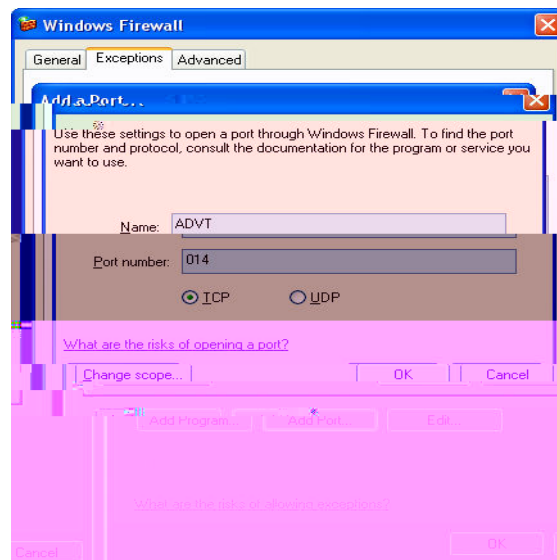 Windows Firewall
General Exceptions Advanced
Add a Port...
Use these settings to open a port through Windows Firewall. To find the port
number and protocol, consult the documentation for the program or service you
want to use.
Name: ADVT
Port number: 014
TCP UDP
What are the risks of opening a port?
Change scope... OK Cancel
Add Program... Add Port... Edit...
What are the risks of allowing exceptions?
OK
Cancel